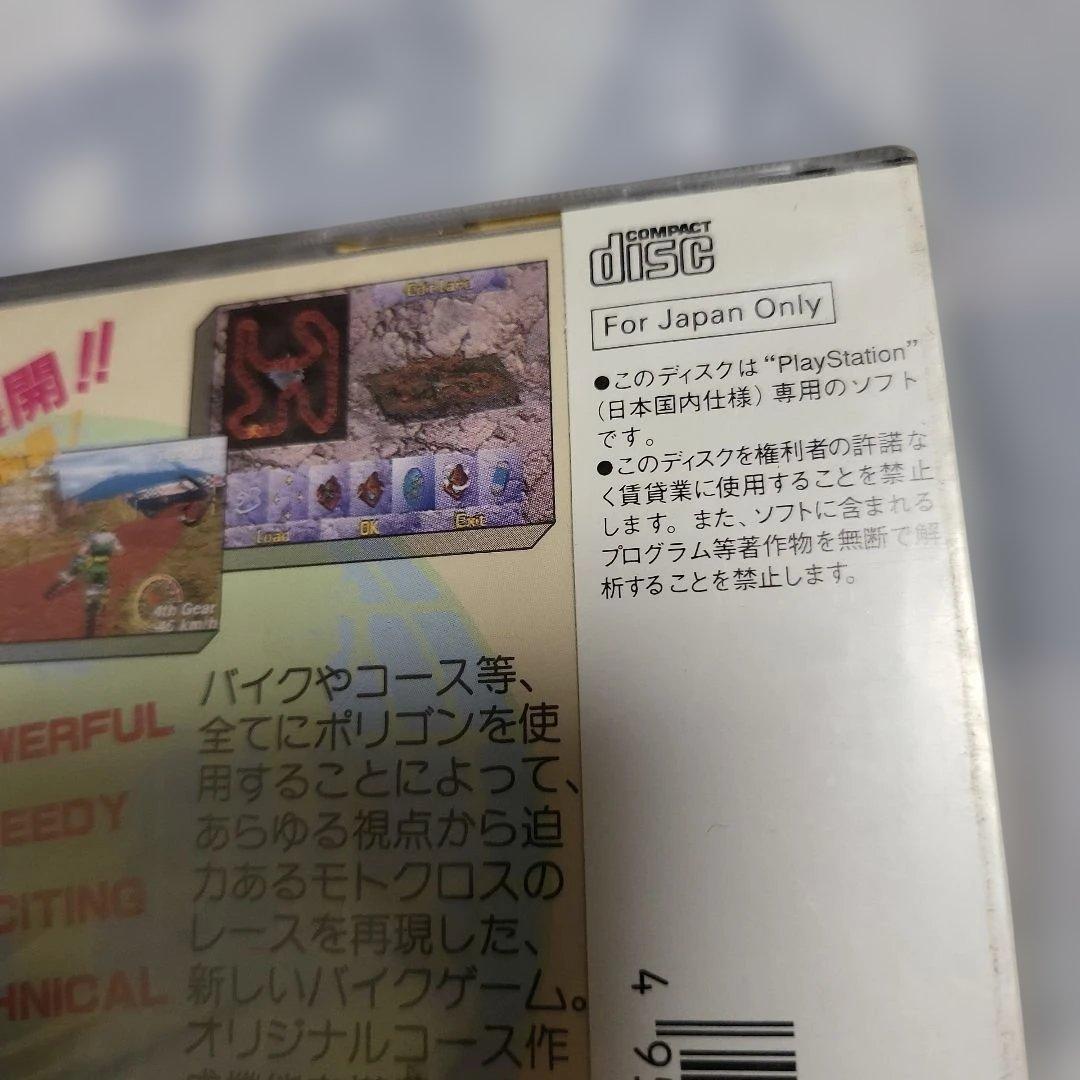 COMPACT
disc
For Japan Only
●このディスクは“PlayStation”
(日本国内仕様)専用のソフト
です。
●このディスクを権利者の許諾な
く賃貸業に使用することを禁止
します。また、ソフトに含まれる
プログラム等著作物を無断で解
析することを禁止します。
開!!
Load
OK
Exit
4th Gear
km/h
バイクやコース等、
全てにポリゴンを使
用することによって、
あらゆる視点から迫
力あるモトクロスの
レースを再現した、
新しいバイクゲーム。
オリジナルコース作
WERFUL
EEDY
CITING
HNICAL
4